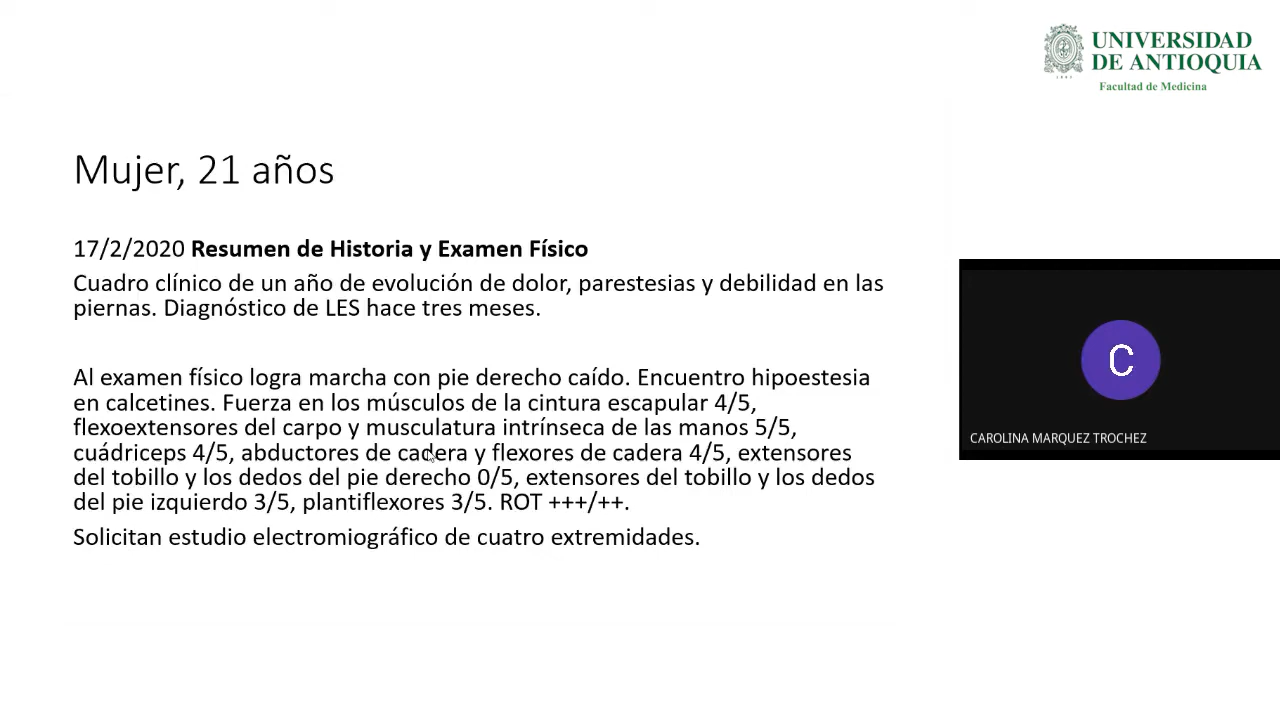 UNIVERSIDAD
DE ANTIOQUIA
1803
Facultad de Medicina
Mujer, 21 años
17/2/2020 Resumen de Historia y Examen Físico
Cuadro clínico de un año de evolución de dolor, parestesias y debilidad en las
piernas. Diagnóstico de LES hace tres meses.
Al examen físico logra marcha con pie derecho caído. Encuentro hipoestesia
en calcetines. Fuerza en los músculos de la cintura escapular 4/5,
flexoextensores del carpo y musculatura intrínseca de las manos 5/5,
cuádriceps 4/5, abductores de cadera y flexores de cadera 4/5, extensores
del tobillo y los dedos del pie derecho 0/5, extensores del tobillo y los dedos
del pie izquierdo 3/5, plantiflexores 3/5. ROT +++/++.
Solicitan estudio electromiográfico de cuatro extremidades.
C
CAROLINA MARQUEZ TROCHEZ